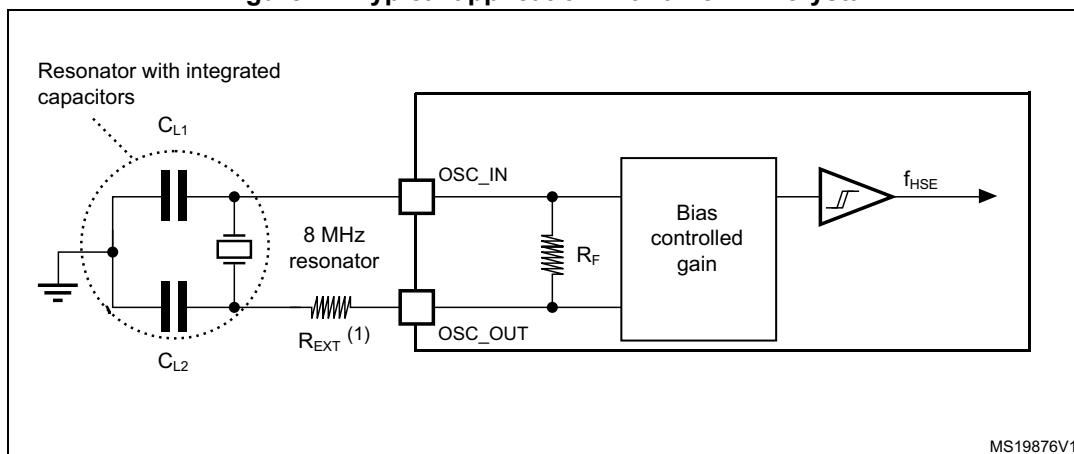 Resonator with integrated
capacitors
CL1
OSC_IN
fHSE
8 MHz
resonator
RF
Bias
controlled
gain
REXT (1)
OSC_OUT
CL2
MS19876V1